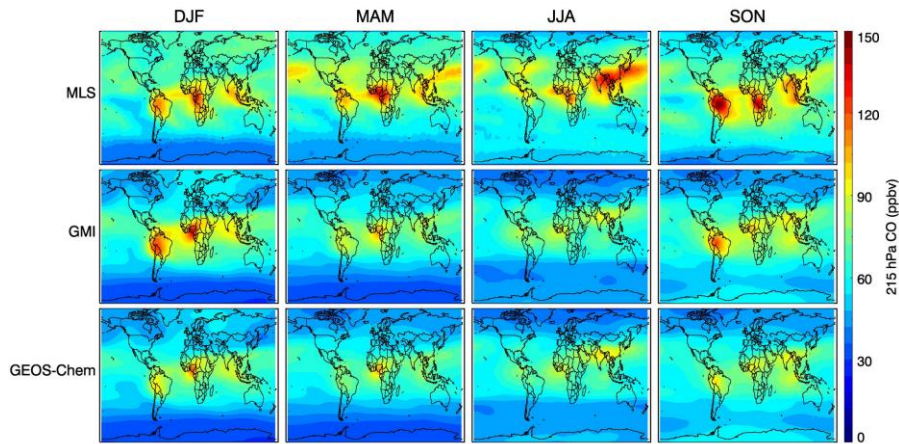 DJF MAM JJA SON
MLS
GMI
GEOS-Chem
150
120
90
60
30
0
215 hPa CO (ppbv)